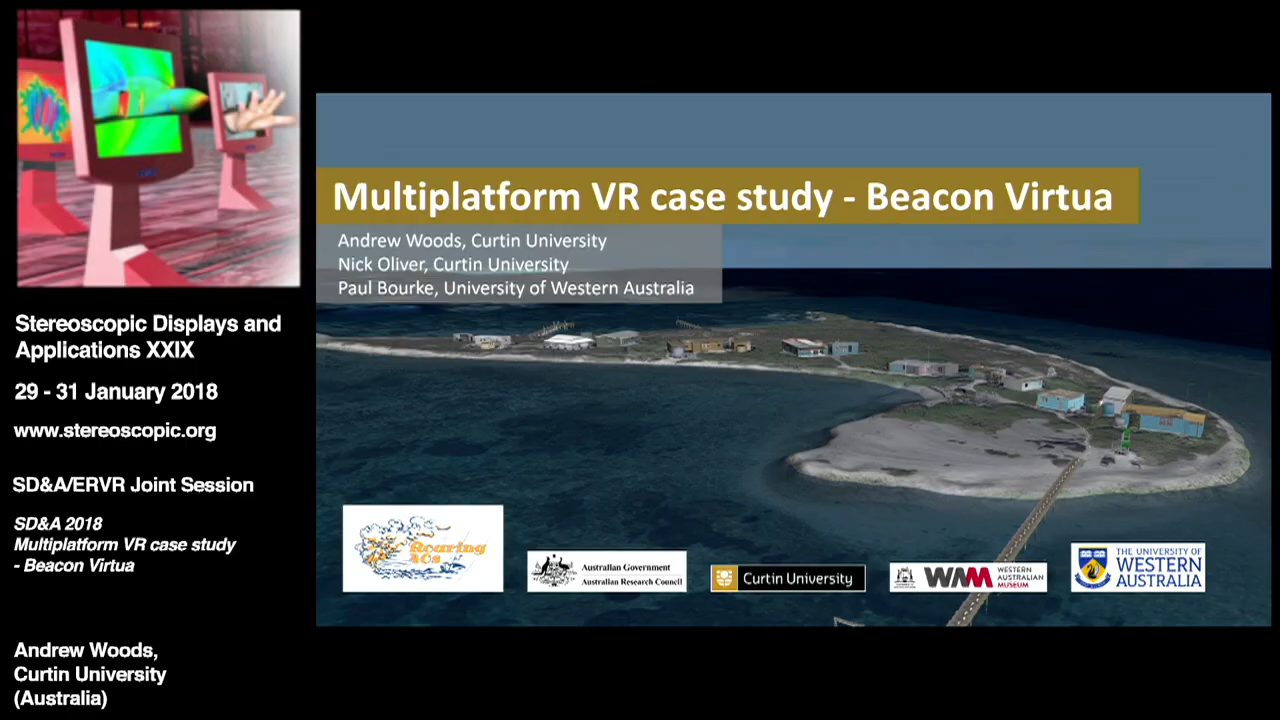 Stereoscopic Displays and
Applications XXIX
29 - 31 January 2018
www.stereoscopic.org
SD&A/ERVR Joint Session
SD&A 2018
Multiplatform VR case study
- Beacon Virtua
Andrew Woods,
Curtin University
(Australia)
Multiplatform VR case study - Beacon Virtua
Andrew Woods, Curtin University
Nick Oliver, Curtin University
Paul Bourke, University of Western Australia
Roaring
40s
Australian Government
Australian Research Council
Curtin University
WAM
WESTERN
AUSTRALIAN
MUSEUM
THE UNIVERSITY OF
WESTERN
AUSTRALIA